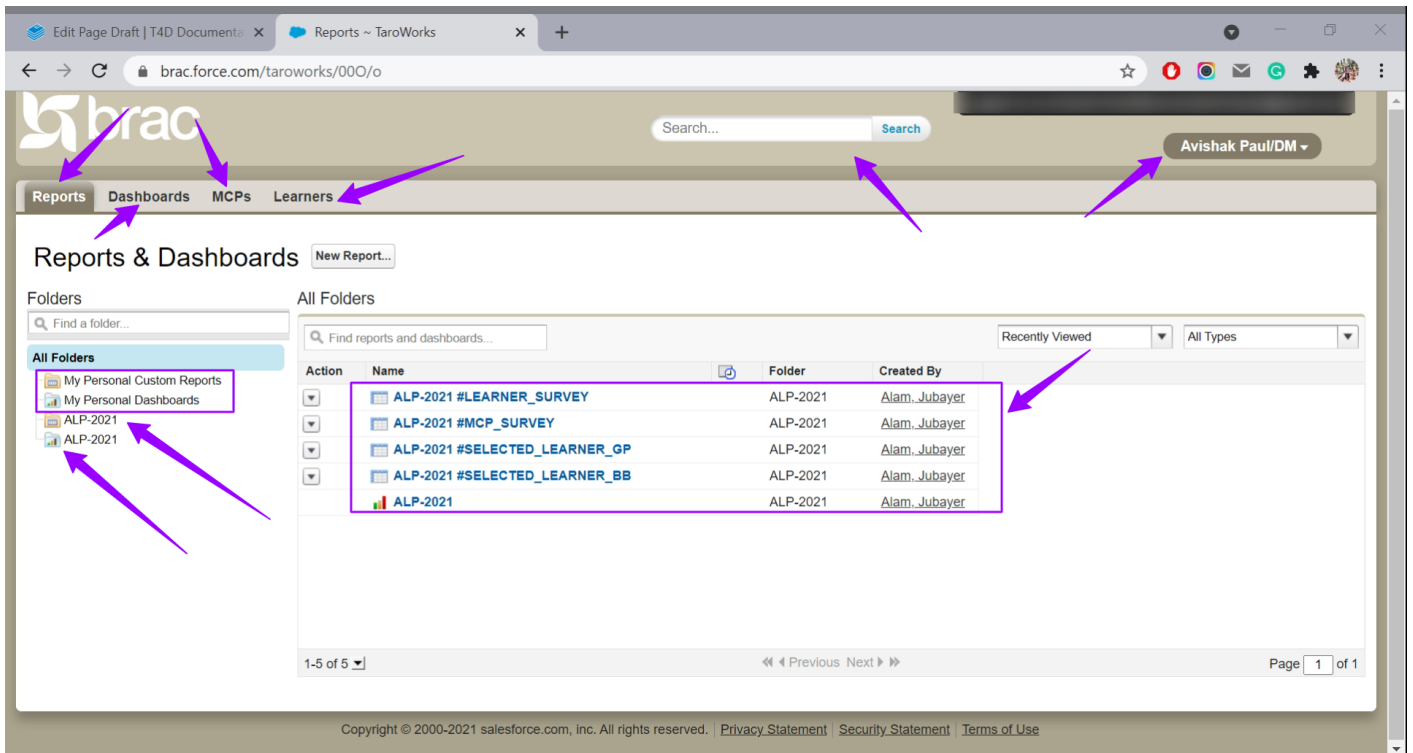 Edit Page Draft | T4D Documenta
Reports ~ TaroWorks
brac.force.com/taroworks/00O/o
brac
Search...
Search
Avishak Paul/DM
Reports Dashboards MCPs Learners
Reports & Dashboards
New Report...
Folders
Find a folder...
All Folders
My Personal Custom Reports
My Personal Dashboards
ALP-2021
ALP-2021
All Folders
Find reports and dashboards...
Recently Viewed
All Types
Action Name Folder Created By
ALP-2021 #LEARNER_SURVEY ALP-2021 Alam, Jubayer
ALP-2021 #MCP_SURVEY ALP-2021 Alam, Jubayer
ALP-2021 #SELECTED_LEARNER_GP ALP-2021 Alam, Jubayer
ALP-2021 #SELECTED_LEARNER_BB ALP-2021 Alam, Jubayer
ALP-2021 ALP-2021 Alam, Jubayer
1-5 of 5 Previous Next Page 1 of 1
Copyright © 2000-2021 salesforce.com, inc. All rights reserved. | Privacy Statement | Security Statement | Terms of Use